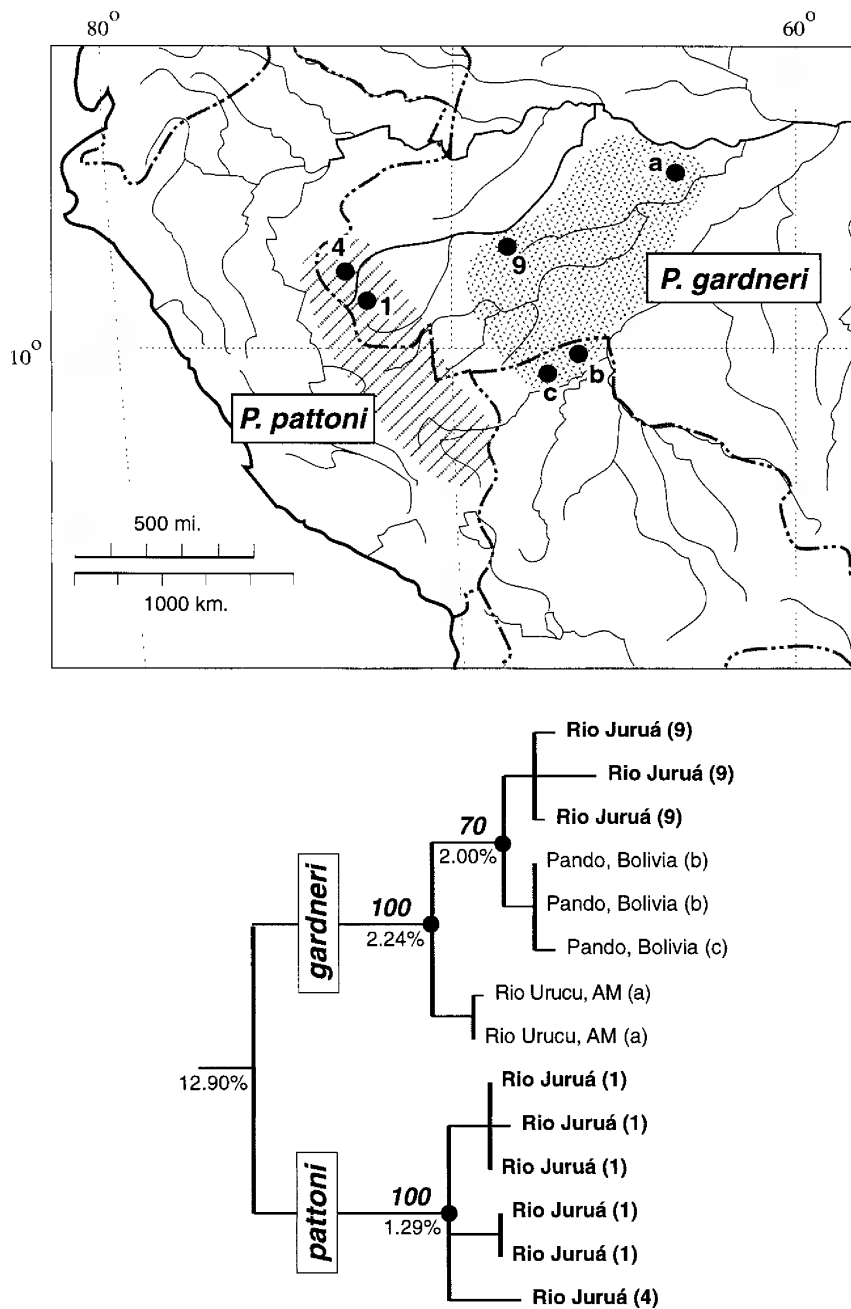 80° 60°
a
4
9
P. gardneri
1
10°
b
c
P. pattoni
500 mi.
1000 km.
Rio Juruá (9)
Rio Juruá (9)
70
Rio Juruá (9)
2.00%
Pando, Bolivia (b)
gardneri
100
Pando, Bolivia (b)
2.24%
Pando, Bolivia (c)
Rio Urucu, AM (a)
Rio Urucu, AM (a)
12.90%
Rio Juruá (1)
Rio Juruá (1)
Rio Juruá (1)
pattoni
100
Rio Juruá (1)
1.29%
Rio Juruá (1)
Rio Juruá (4)